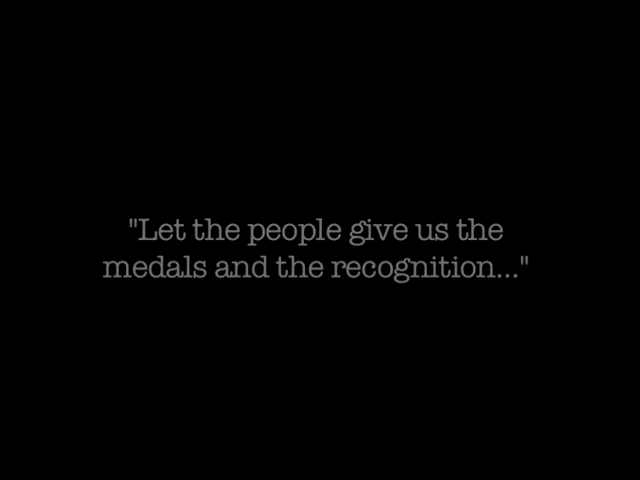 "Let the people give us the
medals and the recognition..."